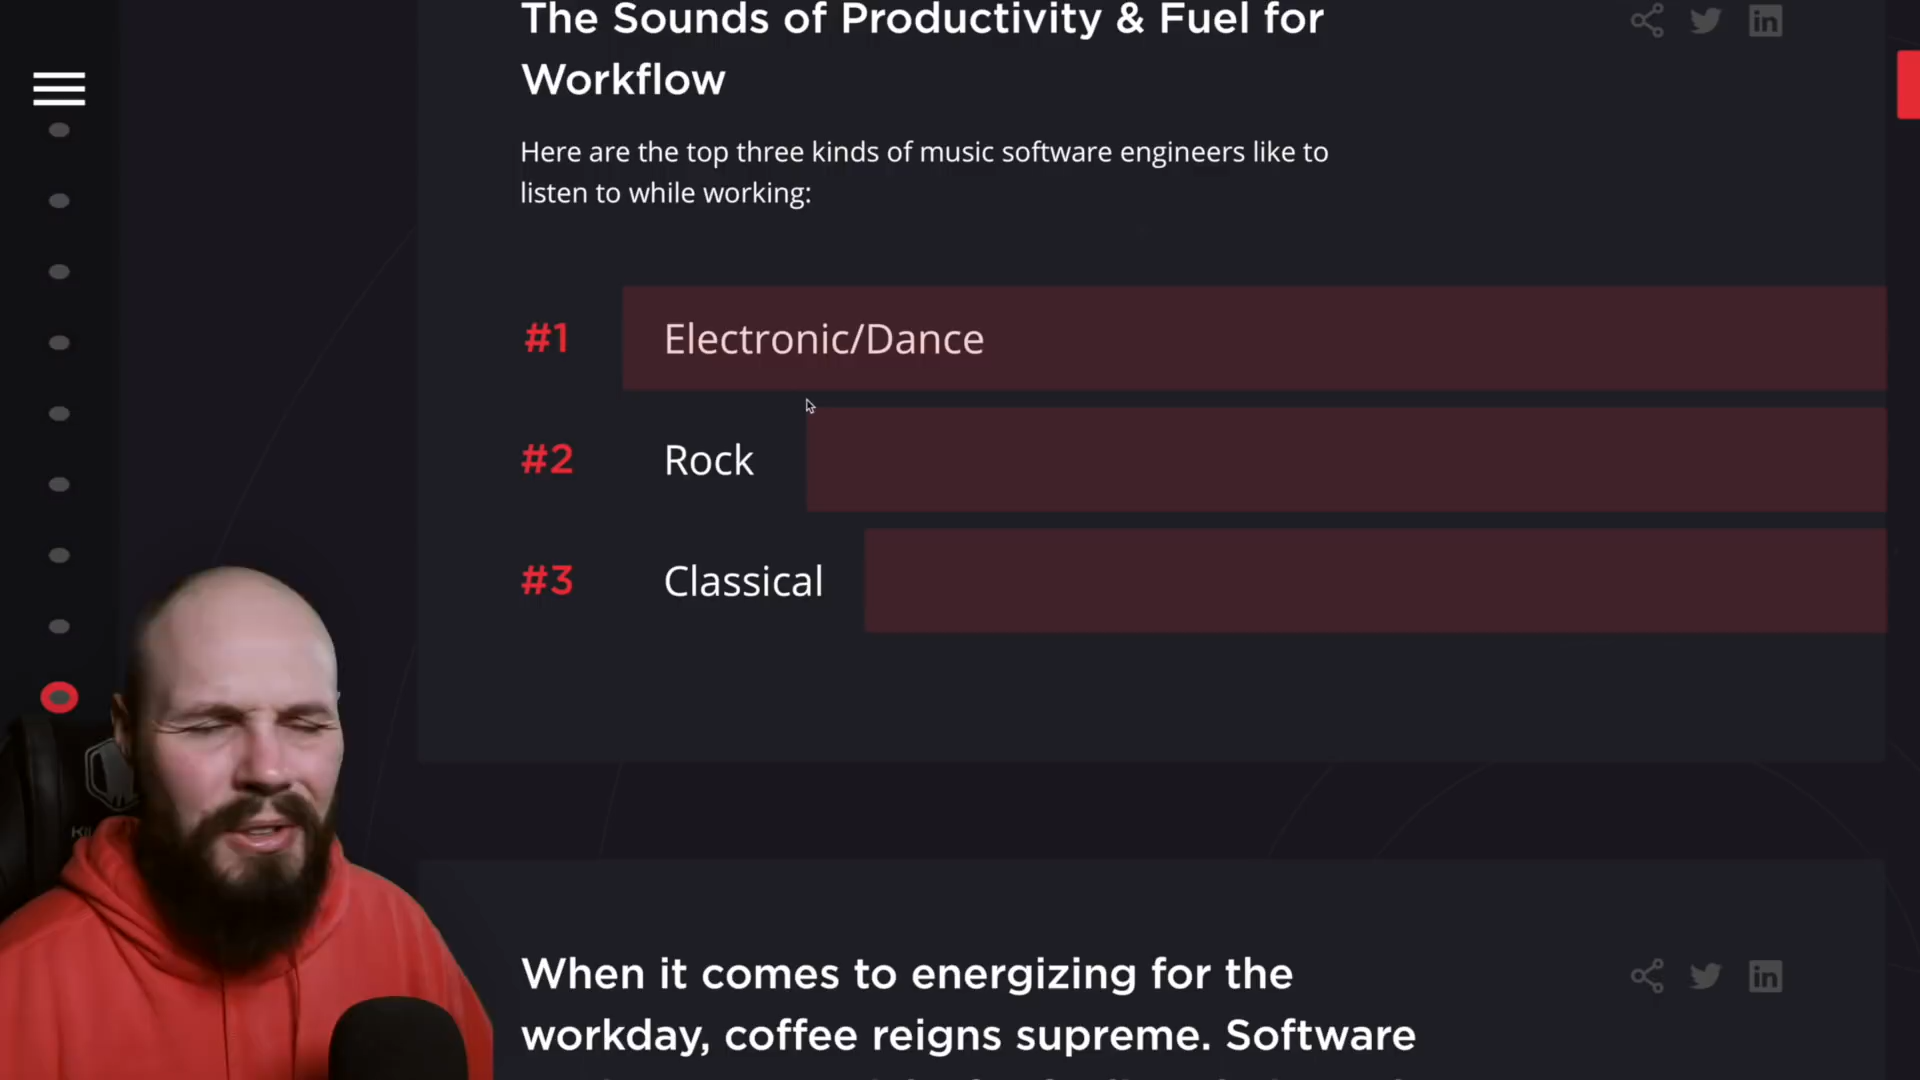 The Sounds of Productivity & Fuel for
Workflow
Here are the top three kinds of music software engineers like to
listen to while working:
#1 Electronic/Dance
#2 Rock
#3 Classical
When it comes to energizing for the
workday, coffee reigns supreme. Software